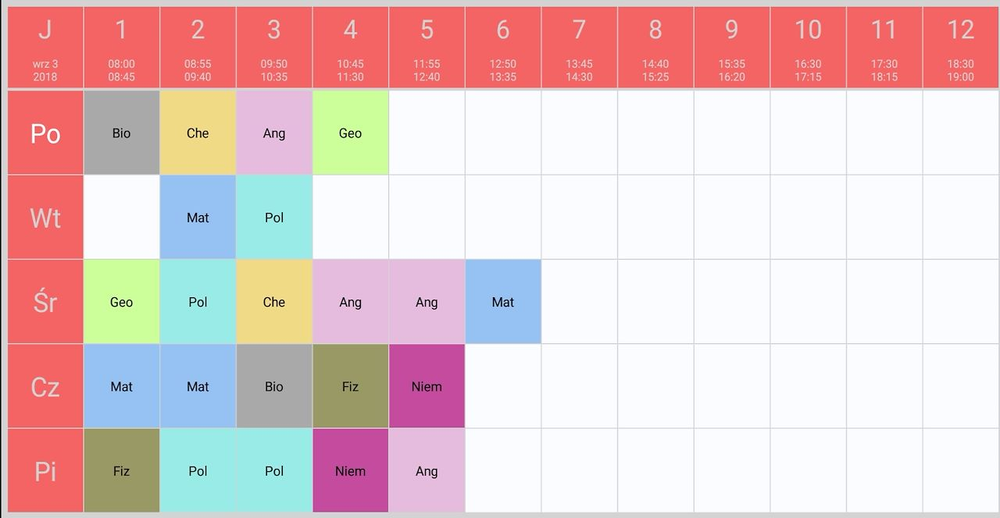 J 1 2 3 4 5 6 7 8 9 10 11 12
wrz 3 08:00 08:55 09:50 10:45 11:55 12:50 13:45 14:40 15:35 16:30 17:30 18:30
2018 08:45 09:40 10:35 11:30 12:40 13:35 14:30 15:25 16:20 17:15 18:15 19:00
Po Bio Che Ang Geo
Wt Mat Pol
Śr Geo Pol Che Ang Ang Mat
Cz Mat Mat Bio Fiz Niem
Pi Fiz Pol Pol Niem Ang